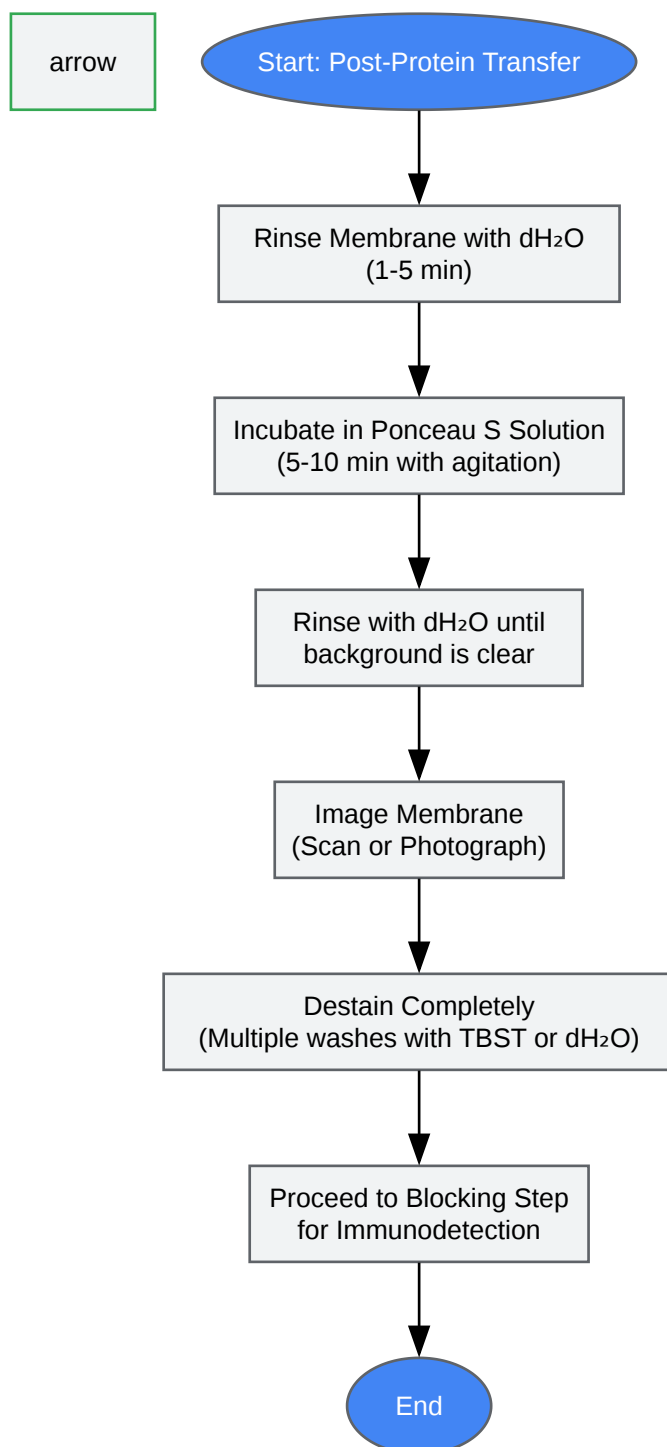 arrow
Start: Post-Protein Transfer
Rinse Membrane with dH₂O
(1-5 min)
Incubate in Ponceau S Solution
(5-10 min with agitation)
Rinse with dH₂O until
background is clear
Image Membrane
(Scan or Photograph)
Destain Completely
(Multiple washes with TBST or dH₂O)
Proceed to Blocking Step
for Immunodetection
End